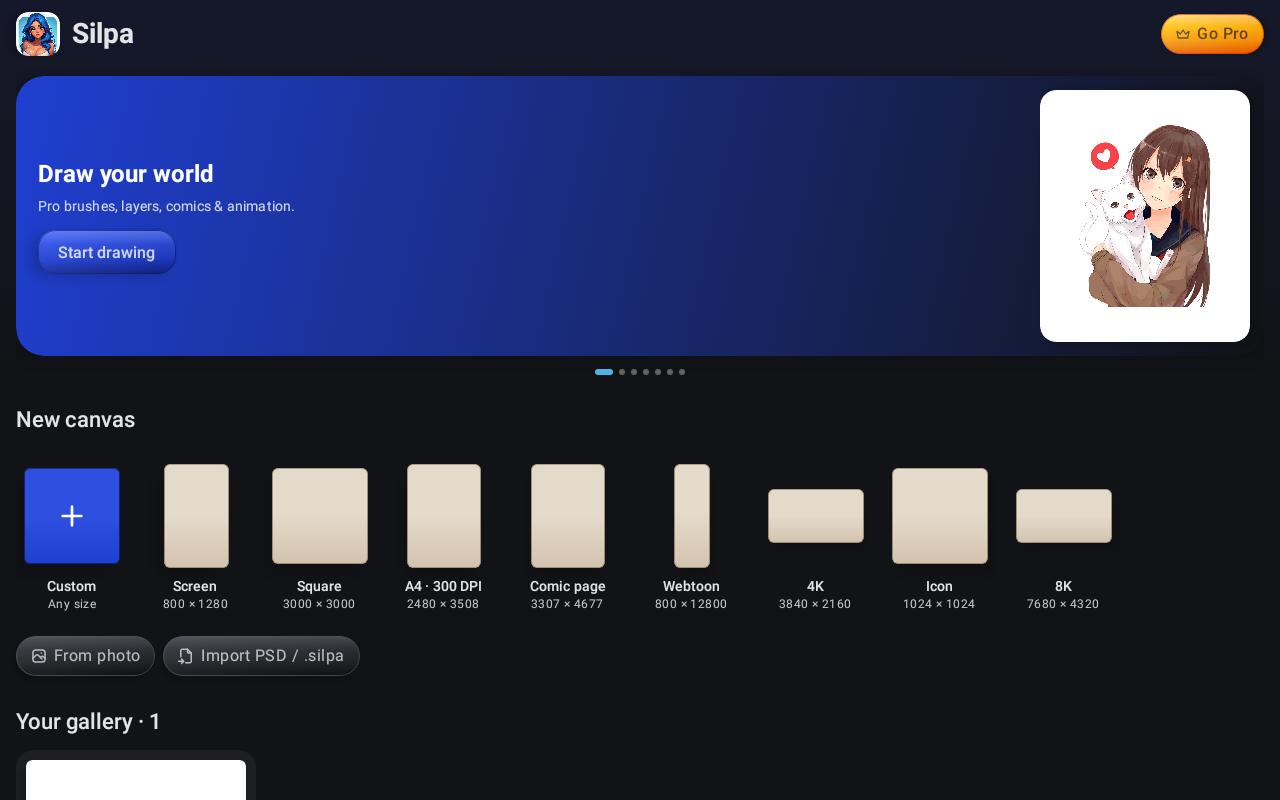 Silpa
Go Pro
Draw your world
Pro brushes, layers, comics & animation.
Start drawing
New canvas
Custom
Any size
Screen
800 × 1280
Square
3000 × 3000
A4 · 300 DPI
2480 × 3508
Comic page
3307 × 4677
Webtoon
800 × 12800
4K
3840 × 2160
Icon
1024 × 1024
8K
7680 × 4320
From photo
Import PSD / .silpa
Your gallery · 1